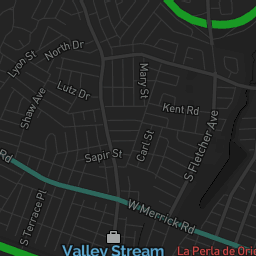 Lyon St
North Dr
Lutz Dr
Shaw Ave
Mary St
Kent Rd
S Fletcher Ave
Carl St
Sapir St
Rd
S Terrace Pl
W Merrick Rd
Valley Stream
La Perla de Orie